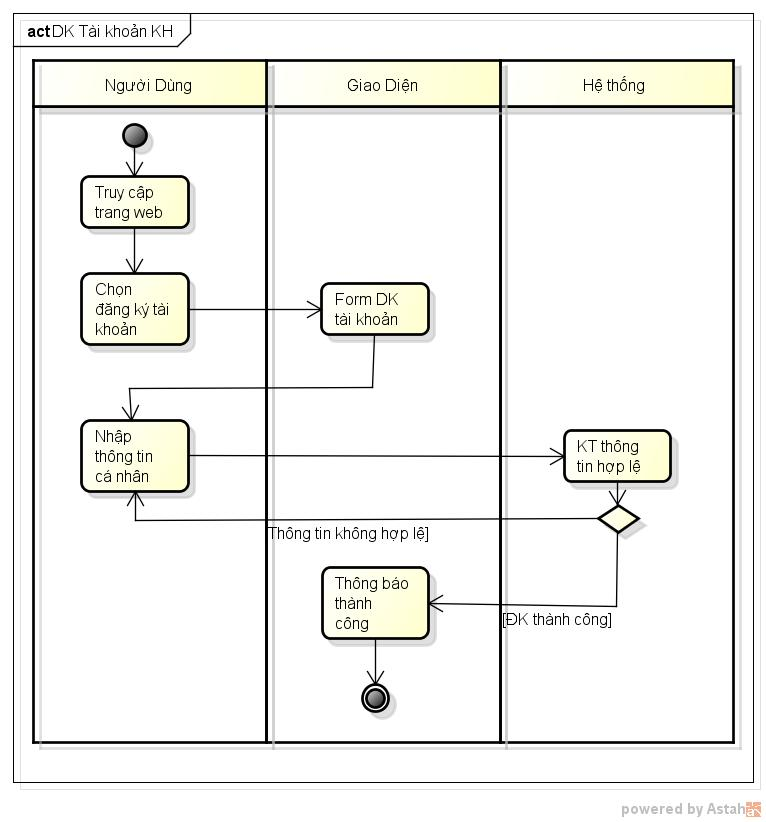 act DK Tài khoản KH
Người Dùng
Giao Diện
Hệ thống
Truy cập
trang web
Chọn
đăng ký tài
khoản
Form DK
tài khoản
Nhập
thông tin
cá nhân
KT thông
tin hợp lệ
Thông tin không hợp lệ]
Thông báo
thành
công
[ĐK thành công]
powered by Astah